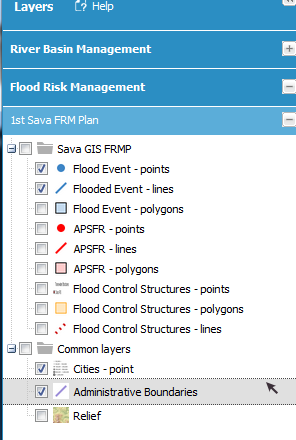 Layers Help
River Basin Management
Flood Risk Management
1st Sava FRM Plan
Sava GIS FRMP
Flood Event - points
Flooded Event - lines
Flood Event - polygons
APSFR - points
APSFR - lines
APSFR - polygons
Flood Control Structures - points
Flood Control Structures - polygons
Flood Control Structures - lines
Common layers
Cities - point
Administrative Boundaries
Relief